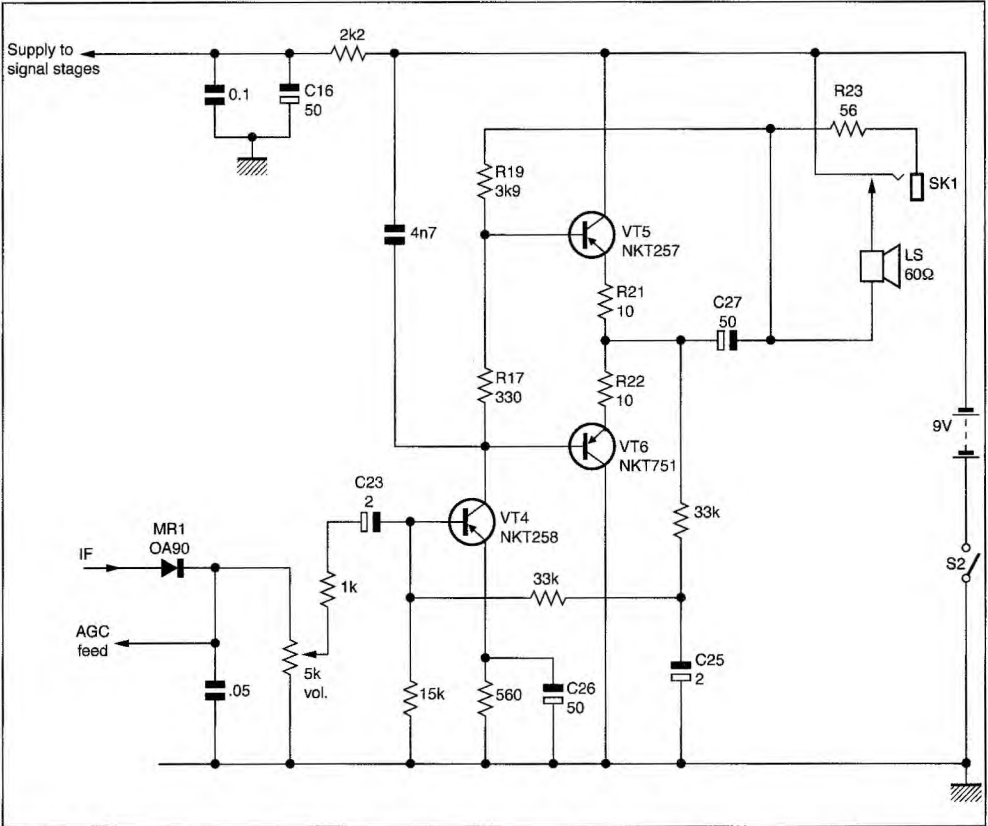 Supply to
signal stages
2k2
0.1
C16
50
R23
56
R19
3k9
SK1
4n7
VT5
NKT257
LS
60Ω
R21
10
C27
50
R17
330
R22
10
9V
VT6
NKT751
C23
2
VT4
NKT258
33k
MR1
OA90
IF
1k
33k
S2
AGC
feed
5k
vol.
.05
15k
560
C26
50
C25
2